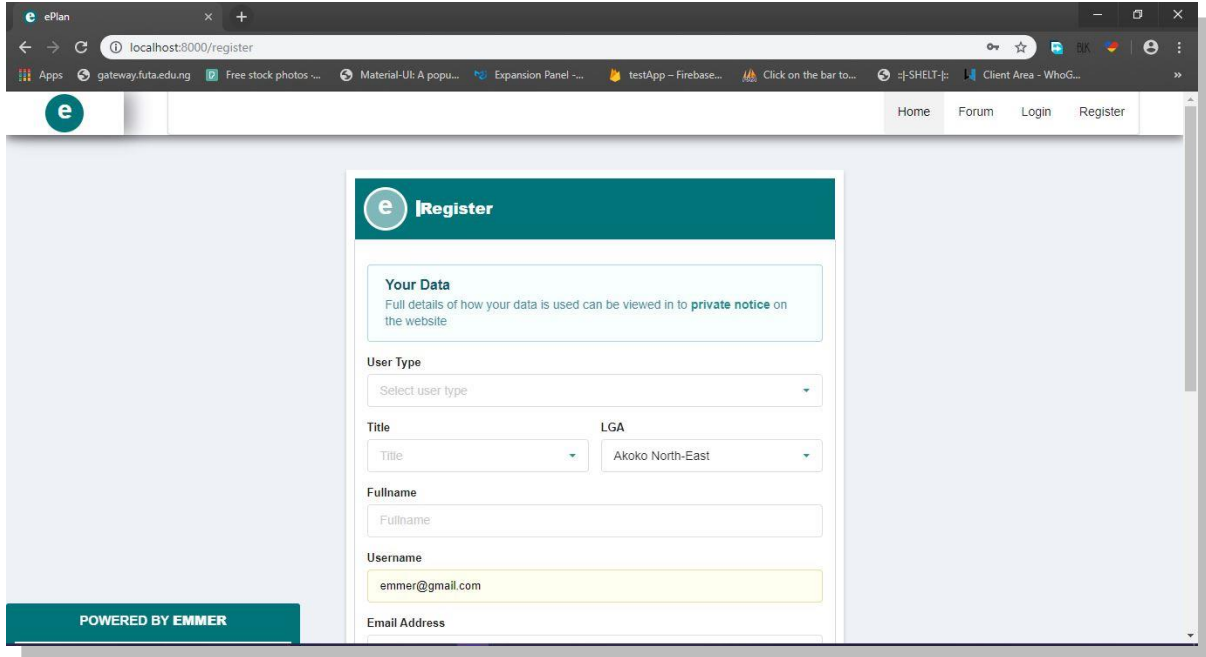 e ePlan
localhost:8000/register
Apps gateway.futa.edu.ng Free stock photos -... Material-UI: A popu... Expansion Panel -... testApp – Firebase... Click on the bar to... ::|-SHELT-|:: Client Area - WhoG... »
e Home Forum Login Register
e |Register
Your Data
Full details of how your data is used can be viewed in to private notice on
the website
User Type
Select user type
Title LGA
Title Akoko North-East
Fullname
Fullname
Username
emmer@gmail.com
POWERED BY EMMER
Email Address